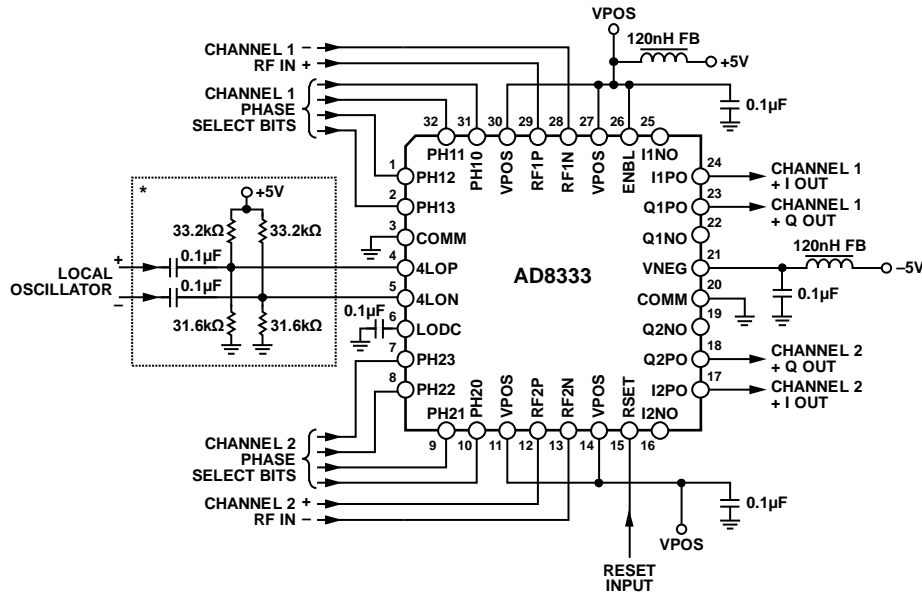 VPOS
120nH FB
+5V
0.1µF
CHANNEL 1 –
RF IN +
CHANNEL 1
PHASE
SELECT BITS
32 31 30 29 28 27 26 25
PH11 PH10 VPOS RF1P RF1N VPOS ENBL I1NO
1 PH12
2 PH13
3 COMM
4 4LOP
5 4LON
6 LODC
7 PH23
8 PH22
*
+5V
33.2kΩ 33.2kΩ
0.1µF
+
LOCAL
OSCILLATOR
–
0.1µF
31.6kΩ 31.6kΩ
0.1µF
AD8333
24 I1PO
CHANNEL 1
+ I OUT
23 Q1PO
CHANNEL 1
+ Q OUT
22 Q1NO
21 VNEG
120nH FB
–5V
0.1µF
20 COMM
19 Q2NO
18 Q2PO
CHANNEL 2
+ Q OUT
17 I2PO
CHANNEL 2
+ I OUT
PH21 PH20 VPOS RF2P RF2N VPOS RSET I2NO
9 10 11 12 13 14 15 16
CHANNEL 2
PHASE
SELECT BITS
CHANNEL 2 +
RF IN –
0.1µF
VPOS
RESET
INPUT